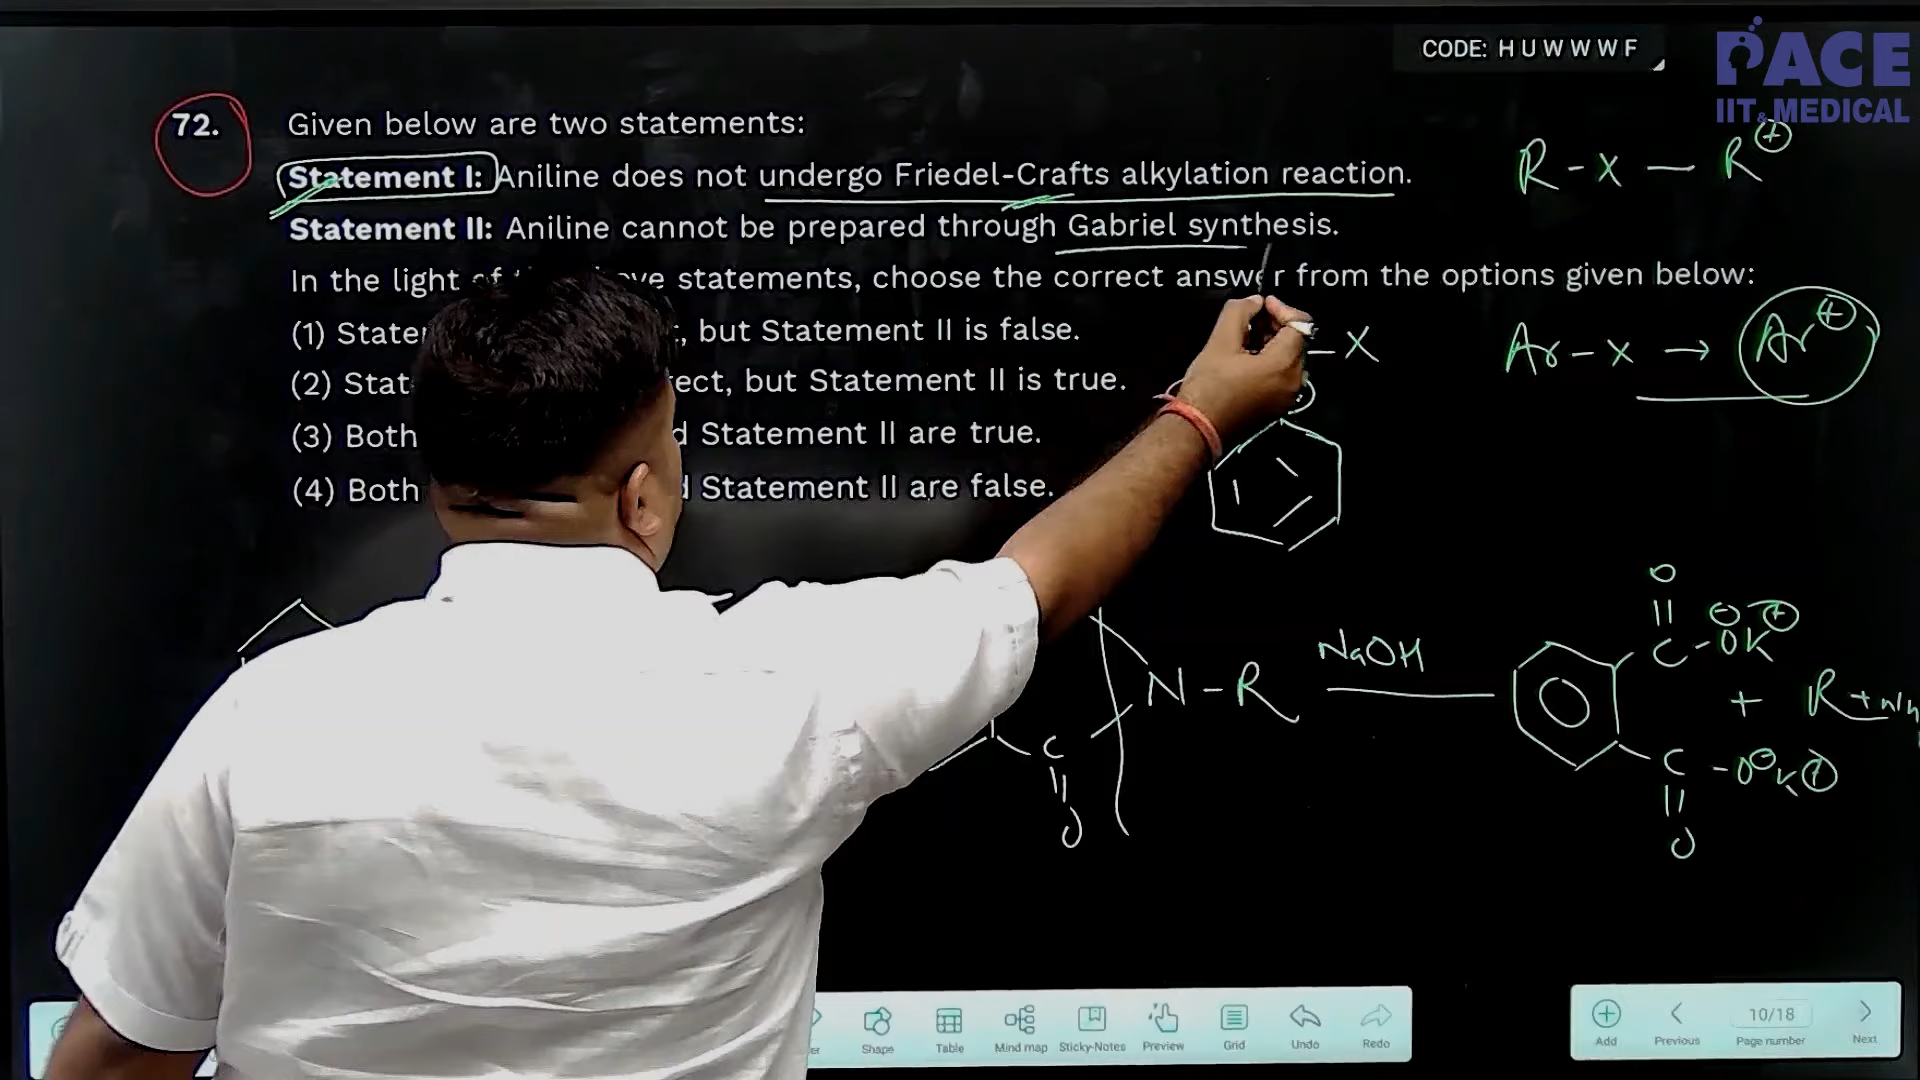 CODE: H U W W W F
PACE
IIT & MEDICAL
72. Given below are two statements:
Statement I: Aniline does not undergo Friedel-Crafts alkylation reaction.
Statement II: Aniline cannot be prepared through Gabriel synthesis.
In the light of statements, choose the correct answer from the options given below:
(1) but Statement II is false.
(2) but Statement II is true.
(3) Both Statement II are true.
(4) Both Statement II are false.
R - X — R ⊕
- X
Ar - X → Ar ⊕
N - R
C
O
NaOH
O
C - OK
⊖ ⊕
+ R
C - O⊖K⊕
O
Shape
Table
Mind map
Sticky-Notes
Preview
Grid
Undo
Redo
Add
Previous
10/18
Page number
Next